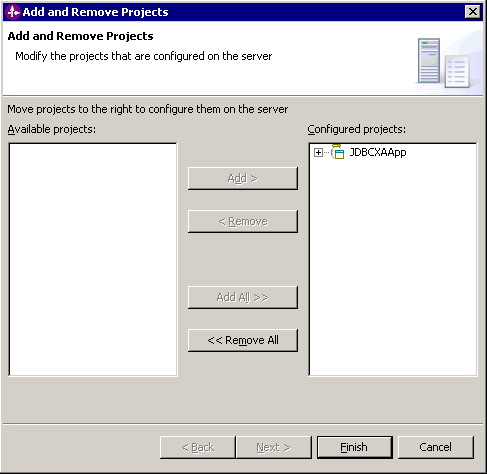 Add and Remove Projects
Add and Remove Projects
Modify the projects that are configured on the server
Move projects to the right to configure them on the server
Available projects:
Configured projects:
JDBCXAApp
Add >
< Remove
Add All >>
<< Remove All
< Back
Next >
Finish
Cancel